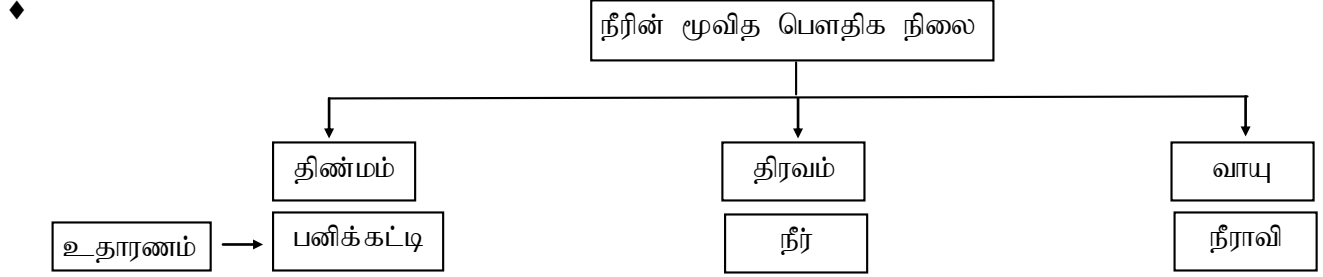 ♦
நீரின் மூவித பௌதிக நிலை
திண்மம் திரவம் வாயு
உதாரணம் பனிக்கட்டி நீர் நீராவி